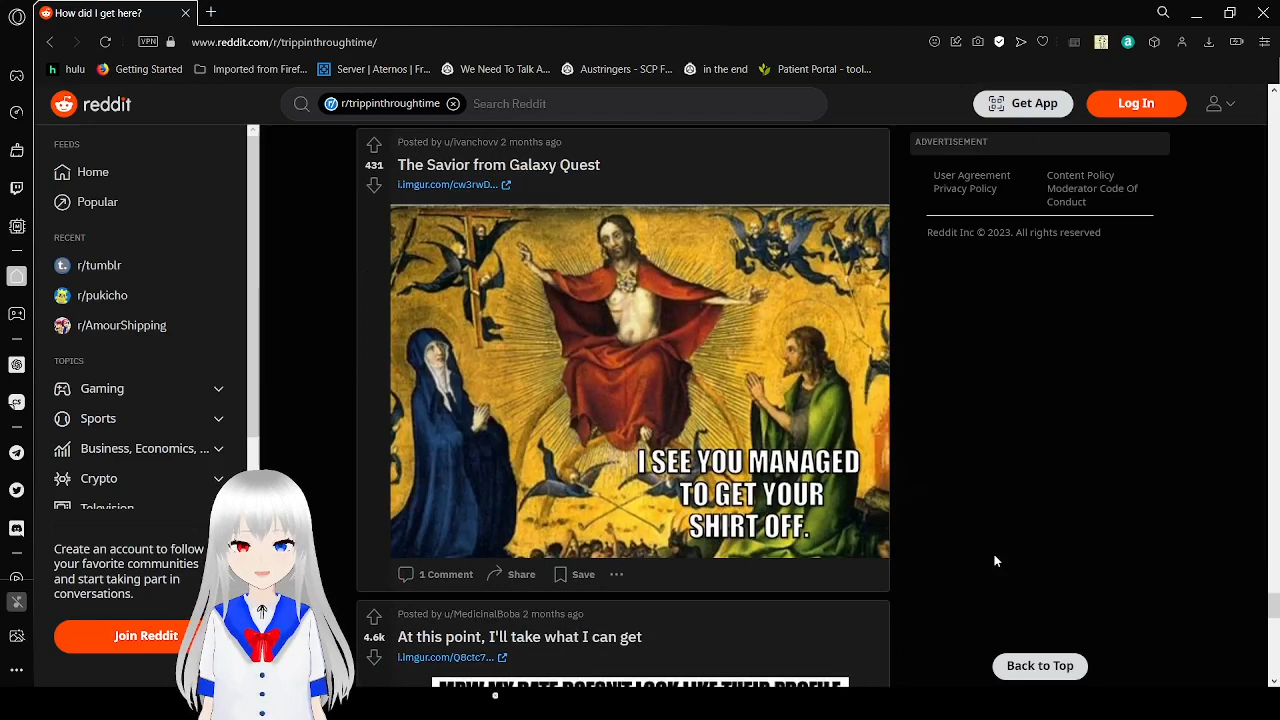 How did I get here?
www.reddit.com/r/trippinthroughtime/
VPN
hulu
Getting Started
Imported from Firef...
Server | Aternos | Fr...
We Need To Talk A...
Austringers - SCP F...
in the end
Patient Portal - tool...
reddit
r/trippinthroughtime
Search Reddit
Get App
Log In
FEEDS
Home
Popular
RECENT
r/tumblr
r/pukicho
r/AmourShipping
TOPICS
Gaming
Sports
Business, Economics, ...
Crypto
Television
Create an account to follow
your favorite communities
and start taking part in
conversations.
Join Reddit
Posted by u/ivanchovv 2 months ago
431
The Savior from Galaxy Quest
i.imgur.com/cw3rwD...
I SEE YOU MANAGED
TO GET YOUR
SHIRT OFF.
1 Comment
Share
Save
Posted by u/MedicinalBoba 2 months ago
4.6k
At this point, I'll take what I can get
i.imgur.com/Q8ctc7...
ADVERTISEMENT
User Agreement
Privacy Policy
Content Policy
Moderator Code Of
Conduct
Reddit Inc © 2023. All rights reserved
Back to Top